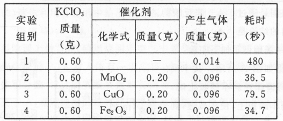 实验组别 KClO₃质量(克) 催化剂 产生气体质量(克) 耗时(秒)
化学式 质量(克)
1 0.60 — — 0.014 480
2 0.60 MnO₂ 0.20 0.096 36.5
3 0.60 CuO 0.20 0.096 79.5
4 0.60 Fe₂O₃ 0.20 0.096 34.7